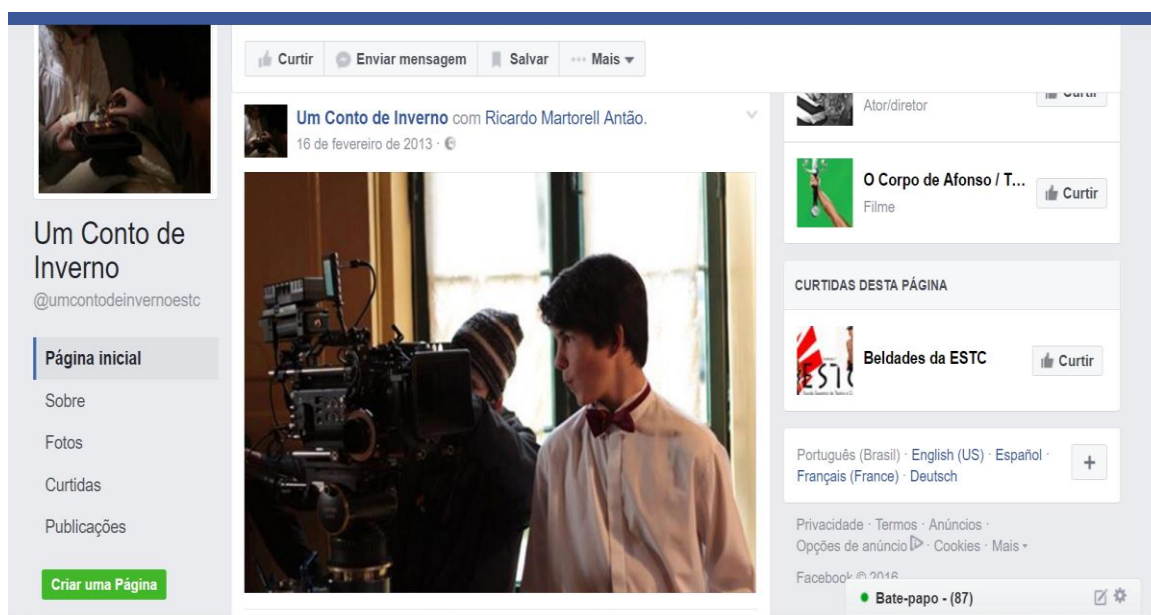 Curtir Enviar mensagem Salvar Mais
Um Conto de Inverno com Ricardo Martorell Antão.
16 de fevereiro de 2013 ·
Um Conto de
Inverno
@umcontodeinvernoestc
Página inicial
Sobre
Fotos
Curtidas
Publicações
Criar uma Página
Ator/diretor
Curtir
O Corpo de Afonso / T...
Filme
Curtir
CURTIDAS DESTA PÁGINA
ESTC
Beldades da ESTC
Curtir
Português (Brasil) · English (US) · Español ·
Français (France) · Deutsch
+
Privacidade · Termos · Anúncios ·
Opções de anúncio · Cookies · Mais
Facebook © 2016
Bate-papo - (87)